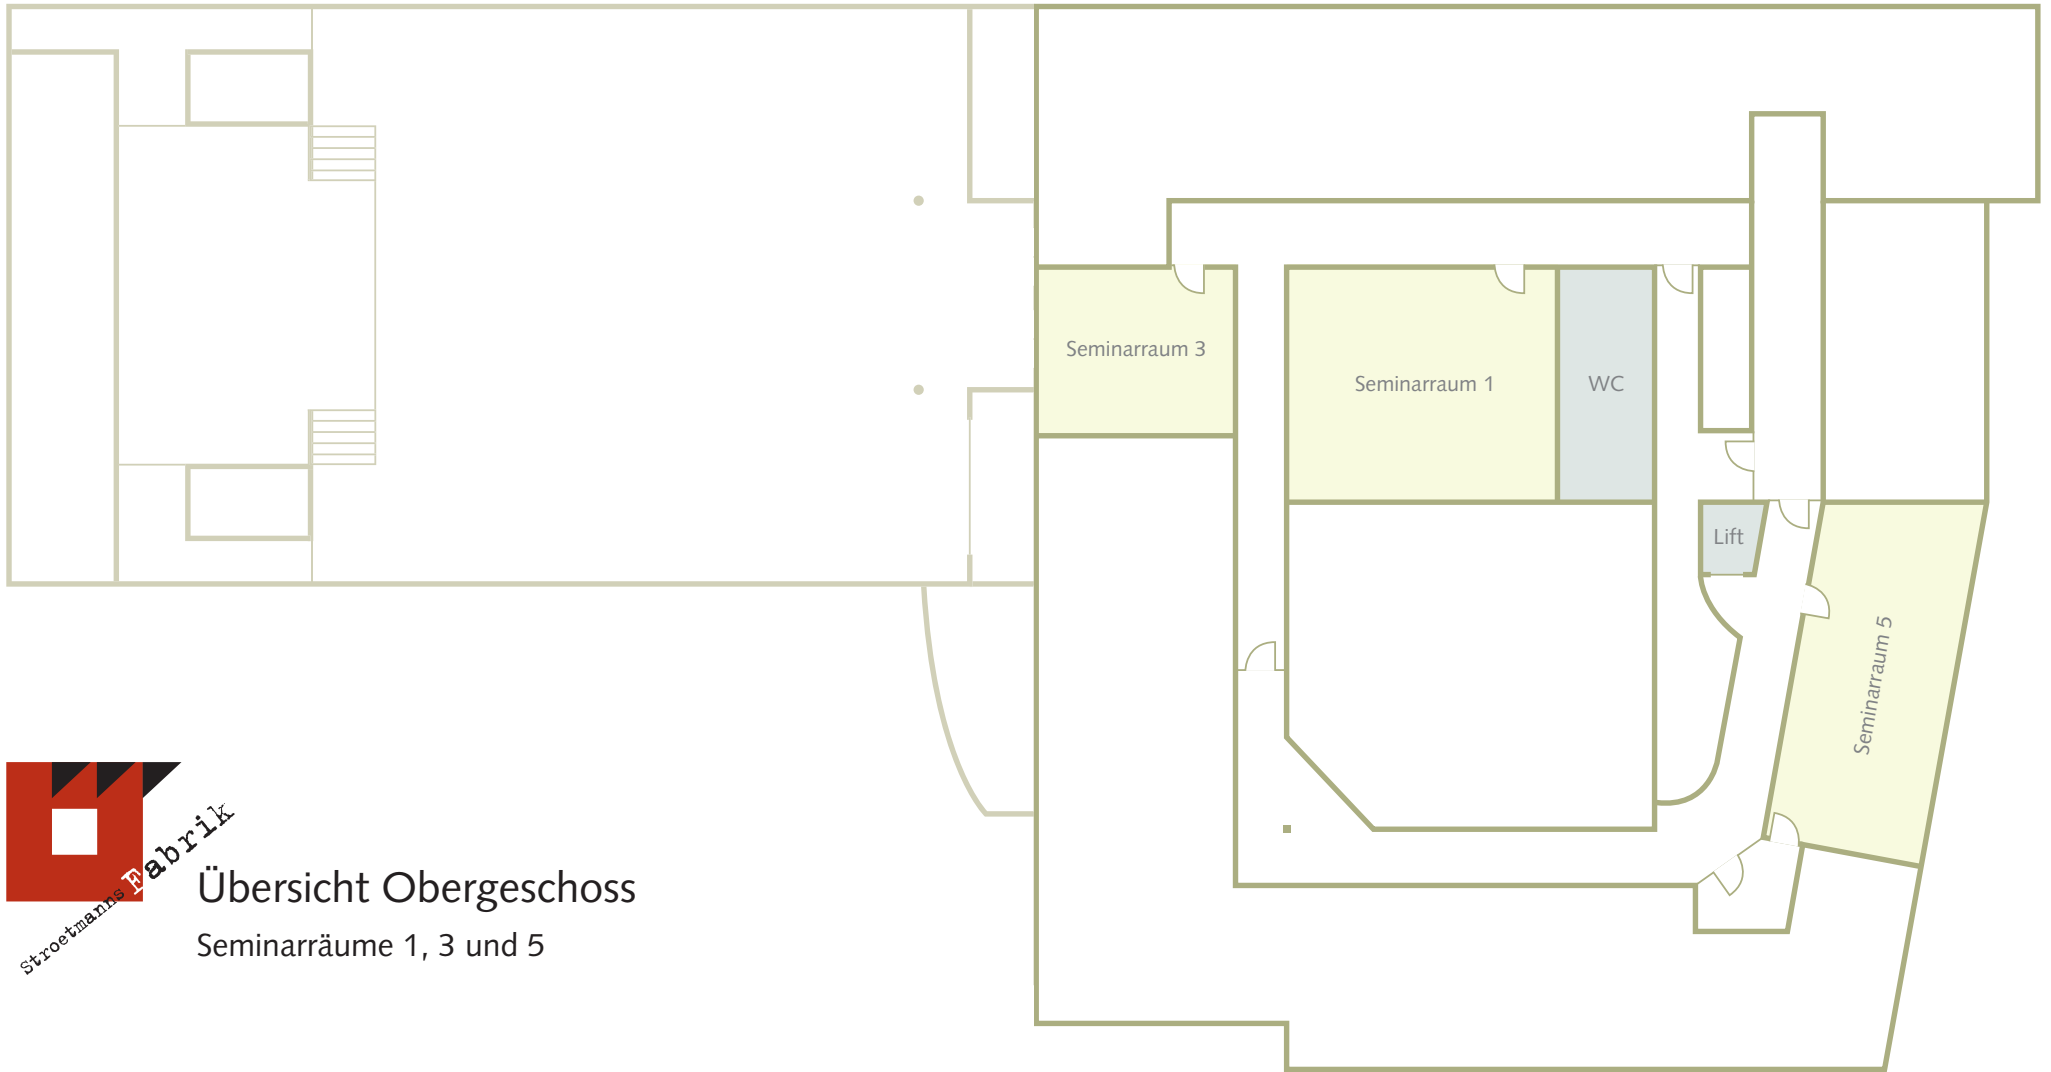 Seminarraum 3
Seminarraum 1
WC
Lift
Seminarraum 5
Stroetmanns Fabrik
Übersicht Obergeschoss
Seminarräume 1, 3 und 5